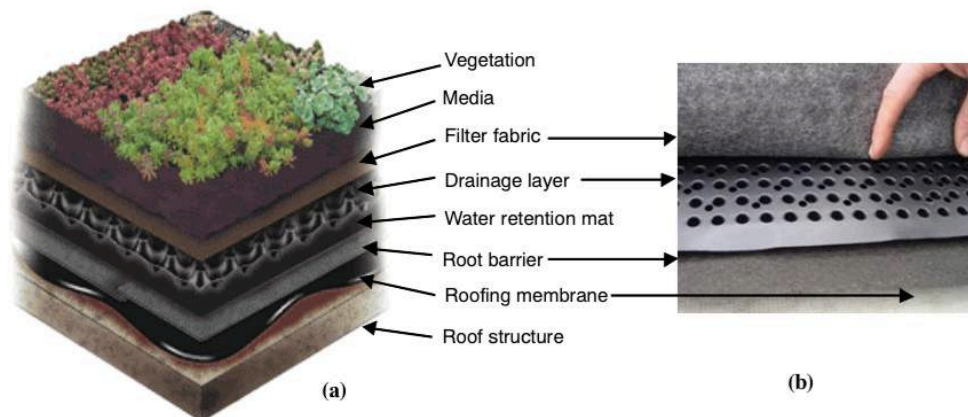 Vegetation
Media
Filter fabric
Drainage layer
Water retention mat
Root barrier
Roofing membrane
Roof structure
(a)
(b)